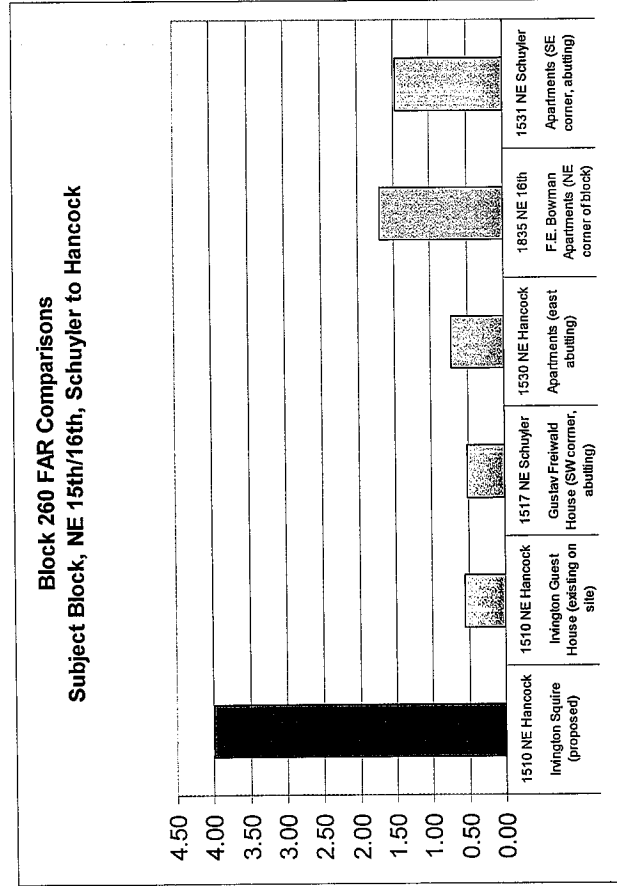 Block 260 FAR Comparisons
Subject Block, NE 15th/16th, Schuyler to Hancock
4.50
4.00
3.50
3.00
2.50
2.00
1.50
1.00
0.50
0.00
1510 NE Hancock
Irvington Squire
(proposed)
1510 NE Hancock
Irvington Guest
House (existing on
site)
1517 NE Schuyler
Gustav Freiwald
House (SW cormer,
abutting)
1530 NE Hancock
Apartments (east
abutting)
1835 NE 16th
F.E. Bowman
Apartments (NE
corner of block)
1531 NE Schuyler
Apartments (SE
corner, abutting)